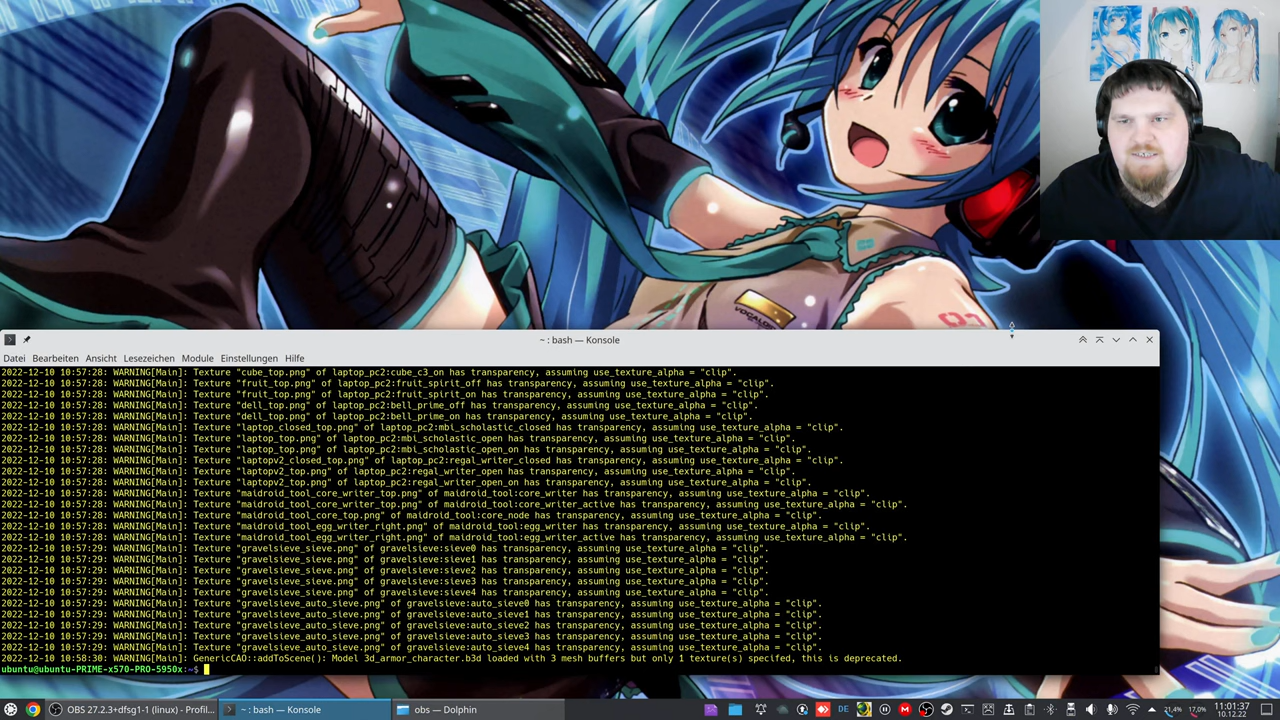 VOCALOID
~ : bash — Konsole
Datei Bearbeiten Ansicht Lesezeichen Module Einstellungen Hilfe
2022-12-10 10:57:28: WARNING[Main]: Texture "cube_top.png" of laptop_pc2:cube_c3_on has transparency, assuming use_texture_alpha = "clip".
2022-12-10 10:57:28: WARNING[Main]: Texture "fruit_top.png" of laptop_pc2:fruit_spirit_off has transparency, assuming use_texture_alpha = "clip".
2022-12-10 10:57:28: WARNING[Main]: Texture "fruit_top.png" of laptop_pc2:fruit_spirit_on has transparency, assuming use_texture_alpha = "clip".
2022-12-10 10:57:28: WARNING[Main]: Texture "dell_top.png" of laptop_pc2:bell_prime_off has transparency, assuming use_texture_alpha = "clip".
2022-12-10 10:57:28: WARNING[Main]: Texture "dell_top.png" of laptop_pc2:bell_prime_on has transparency, assuming use_texture_alpha = "clip".
2022-12-10 10:57:28: WARNING[Main]: Texture "laptop_closed_top.png" of laptop_pc2:mbi_scholastic_closed has transparency, assuming use_texture_alpha = "clip".
2022-12-10 10:57:28: WARNING[Main]: Texture "laptop_top.png" of laptop_pc2:mbi_scholastic_open has transparency, assuming use_texture_alpha = "clip".
2022-12-10 10:57:28: WARNING[Main]: Texture "laptop_top.png" of laptop_pc2:mbi_scholastic_open_on has transparency, assuming use_texture_alpha = "clip".
2022-12-10 10:57:28: WARNING[Main]: Texture "laptopv2_closed_top.png" of laptop_pc2:regal_writer_closed has transparency, assuming use_texture_alpha = "clip".
2022-12-10 10:57:28: WARNING[Main]: Texture "laptopv2_top.png" of laptop_pc2:regal_writer_open has transparency, assuming use_texture_alpha = "clip".
2022-12-10 10:57:28: WARNING[Main]: Texture "laptopv2_top.png" of laptop_pc2:regal_writer_open_on has transparency, assuming use_texture_alpha = "clip".
2022-12-10 10:57:28: WARNING[Main]: Texture "maidroid_tool_core_writer_top.png" of maidroid_tool:core_writer has transparency, assuming use_texture_alpha = "clip".
2022-12-10 10:57:28: WARNING[Main]: Texture "maidroid_tool_core_writer_top.png" of maidroid_tool:core_writer_active has transparency, assuming use_texture_alpha = "clip".
2022-12-10 10:57:28: WARNING[Main]: Texture "maidroid_tool_core_top.png" of maidroid_tool:core_node has transparency, assuming use_texture_alpha = "clip".
2022-12-10 10:57:28: WARNING[Main]: Texture "maidroid_tool_egg_writer_right.png" of maidroid_tool:egg_writer has transparency, assuming use_texture_alpha = "clip".
2022-12-10 10:57:28: WARNING[Main]: Texture "maidroid_tool_egg_writer_right.png" of maidroid_tool:egg_writer_active has transparency, assuming use_texture_alpha = "clip".
2022-12-10 10:57:29: WARNING[Main]: Texture "gravelsieve_sieve.png" of gravelsieve:sieve0 has transparency, assuming use_texture_alpha = "clip".
2022-12-10 10:57:29: WARNING[Main]: Texture "gravelsieve_sieve.png" of gravelsieve:sieve1 has transparency, assuming use_texture_alpha = "clip".
2022-12-10 10:57:29: WARNING[Main]: Texture "gravelsieve_sieve.png" of gravelsieve:sieve2 has transparency, assuming use_texture_alpha = "clip".
2022-12-10 10:57:29: WARNING[Main]: Texture "gravelsieve_sieve.png" of gravelsieve:sieve3 has transparency, assuming use_texture_alpha = "clip".
2022-12-10 10:57:29: WARNING[Main]: Texture "gravelsieve_sieve.png" of gravelsieve:sieve4 has transparency, assuming use_texture_alpha = "clip".
2022-12-10 10:57:29: WARNING[Main]: Texture "gravelsieve_auto_sieve.png" of gravelsieve:auto_sieve0 has transparency, assuming use_texture_alpha = "clip".
2022-12-10 10:57:29: WARNING[Main]: Texture "gravelsieve_auto_sieve.png" of gravelsieve:auto_sieve1 has transparency, assuming use_texture_alpha = "clip".
2022-12-10 10:57:29: WARNING[Main]: Texture "gravelsieve_auto_sieve.png" of gravelsieve:auto_sieve2 has transparency, assuming use_texture_alpha = "clip".
2022-12-10 10:57:29: WARNING[Main]: Texture "gravelsieve_auto_sieve.png" of gravelsieve:auto_sieve3 has transparency, assuming use_texture_alpha = "clip".
2022-12-10 10:57:29: WARNING[Main]: Texture "gravelsieve_auto_sieve.png" of gravelsieve:auto_sieve4 has transparency, assuming use_texture_alpha = "clip".
2022-12-10 10:58:30: WARNING[Main]: GenericCAO::addToScene(): Model 3d_armor_character.b3d loaded with 3 mesh buffers but only 1 texture(s) specifed, this is deprecated.
ubuntu@ubuntu-PRIME-x570-PRO-5950x:~$
OBS 27.2.3+dfsg1-1 (linux) - Profil... ~ : bash — Konsole obs — Dolphin DE 21,4% 17,0% 11:01:37
10.12.22